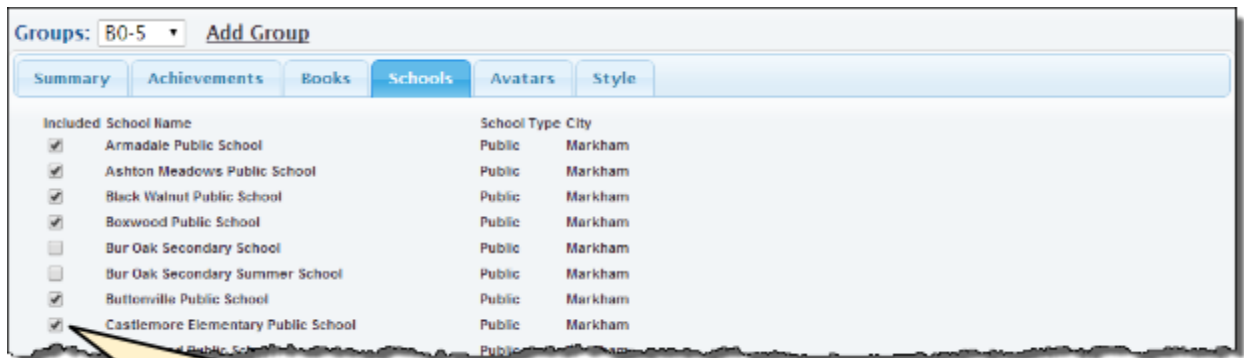 Groups: B0-5 Add Group
Summary Achievements Books Schools Avatars Style
Included School Name School Type City
Armadale Public School Public Markham
Ashton Meadows Public School Public Markham
Black Walnut Public School Public Markham
Boxwood Public School Public Markham
Bur Oak Secondary School Public Markham
Bur Oak Secondary Summer School Public Markham
Buttonville Public School Public Markham
Castlemore Elementary Public School Public Markham
Public Public